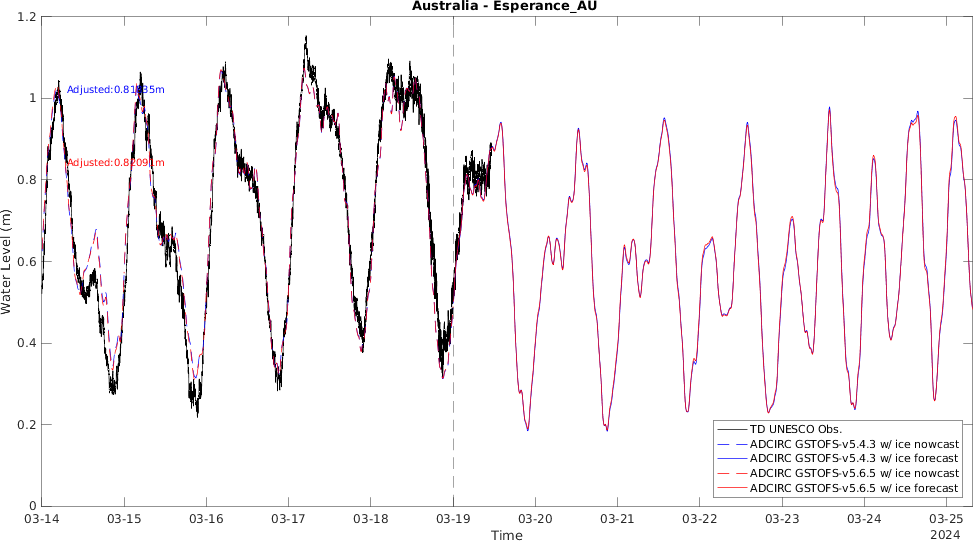 Australia - Esperance_AU
1.2
1
0.8
0.6
0.4
0.2
0
Water Level (m)
Adjusted:0.81 35m
Adjusted:0.82091m
03-14
03-15
03-16
03-17
03-18
03-19
03-20
03-21
03-22
03-23
03-24
03-25
2024
Time
TD UNESCO Obs.
ADCIRC GSTOFS-v5.4.3 w/ ice nowcast
ADCIRC GSTOFS-v5.4.3 w/ ice forecast
ADCIRC GSTOFS-v5.6.5 w/ ice nowcast
ADCIRC GSTOFS-v5.6.5 w/ ice forecast